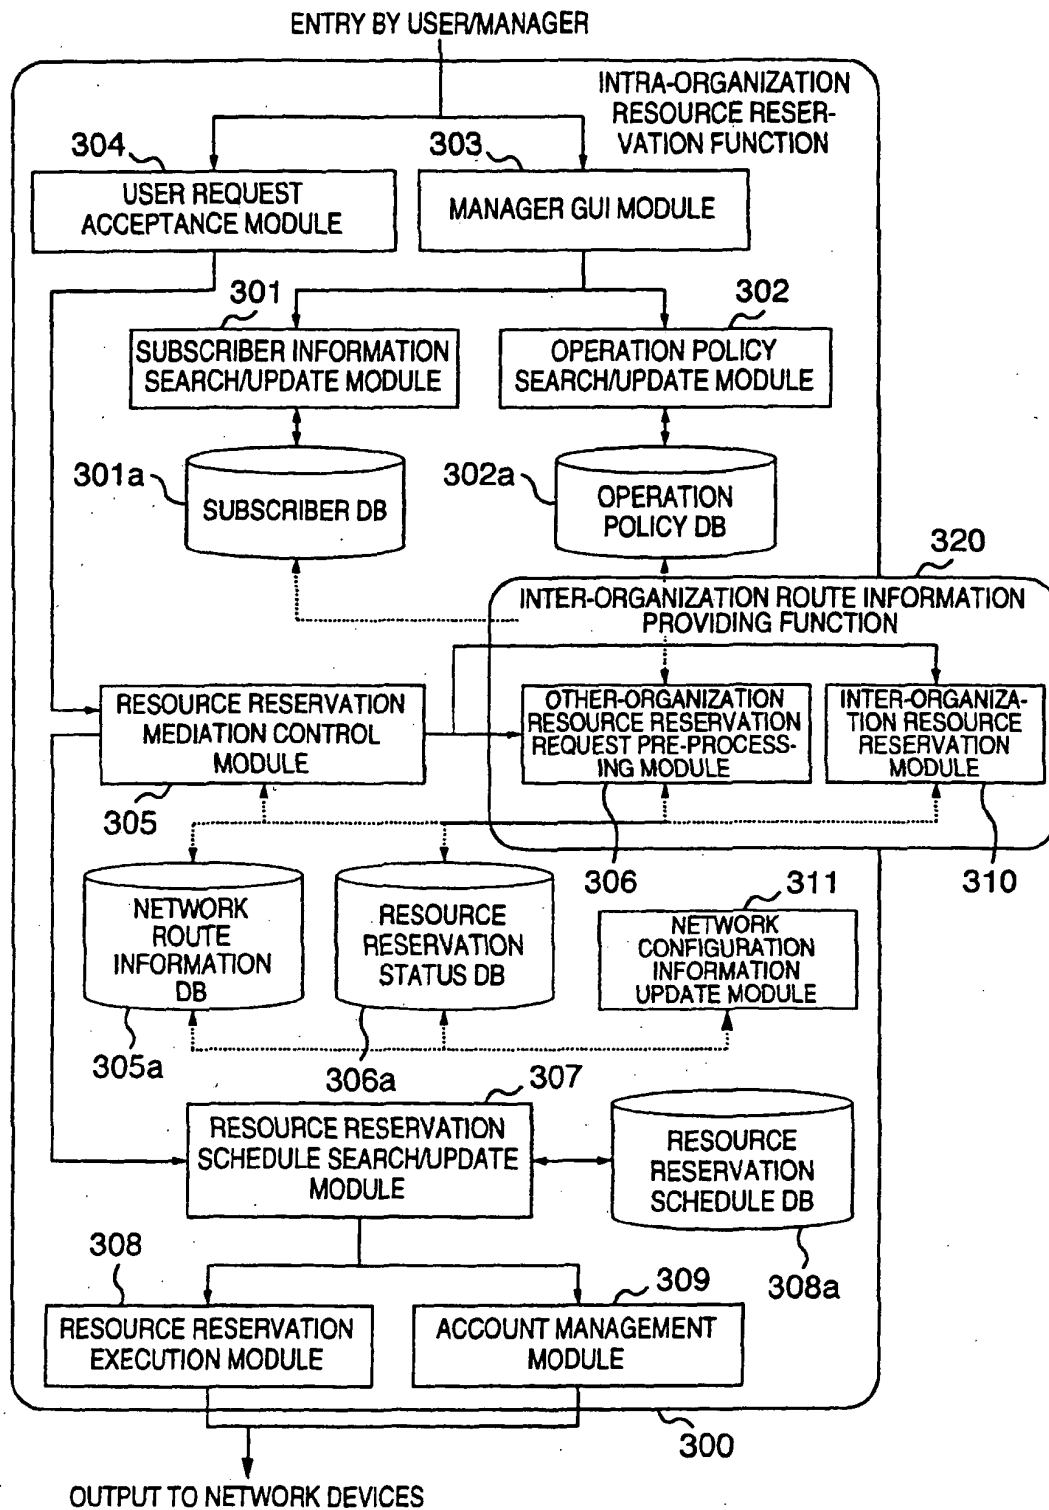 ENTRY BY USER/MANAGER
INTRA-ORGANIZATION
RESOURCE RESER-
VATION FUNCTION
304
303
USER REQUEST
ACCEPTANCE MODULE
MANAGER GUI MODULE
301
302
SUBSCRIBER INFORMATION
SEARCH/UPDATE MODULE
OPERATION POLICY
SEARCH/UPDATE MODULE
301a
SUBSCRIBER DB
302a
OPERATION
POLICY DB
320
INTER-ORGANIZATION ROUTE INFORMATION
PROVIDING FUNCTION
RESOURCE RESERVATION
MEDIATION CONTROL
MODULE
OTHER-ORGANIZATION
RESOURCE RESERVATION
REQUEST PRE-PROCESS-
ING MODULE
INTER-ORGANIZA-
TION RESOURCE
RESERVATION
MODULE
305
306
310
311
NETWORK
ROUTE
INFORMATION
DB
RESOURCE
RESERVATION
STATUS DB
NETWORK
CONFIGURATION
INFORMATION
UPDATE MODULE
305a
306a
307
RESOURCE RESERVATION
SCHEDULE SEARCH/UPDATE
MODULE
RESOURCE
RESERVATION
SCHEDULE DB
308
309
308a
RESOURCE RESERVATION
EXECUTION MODULE
ACCOUNT MANAGEMENT
MODULE
300
OUTPUT TO NETWORK DEVICES